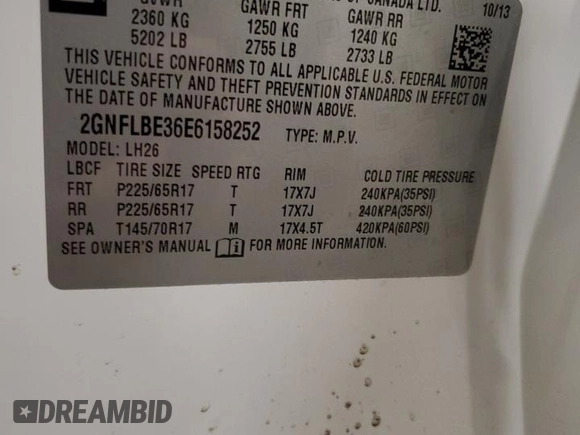 OF CANADA LTD. 10/13
GVWR GAWR FRT GAWR RR
2360 KG 1250 KG 1240 KG
5202 LB 2755 LB 2733 LB
THIS VEHICLE CONFORMS TO ALL APPLICABLE U.S. FEDERAL MOTOR
VEHICLE SAFETY AND THEFT PREVENTION STANDARDS IN EFFECT ON
THE DATE OF MANUFACTURE SHOWN ABOVE.
2GNFLBE36E6158252 TYPE: M.P.V.
MODEL: LH26
LBCF TIRE SIZE SPEED RTG RIM COLD TIRE PRESSURE
FRT P225/65R17 T 17X7J 240KPA(35PSI)
RR P225/65R17 T 17X7J 240KPA(35PSI)
SPA T145/70R17 M 17X4.5T 420KPA(60PSI)
SEE OWNER'S MANUAL FOR MORE INFORMATION.
DREAMBID